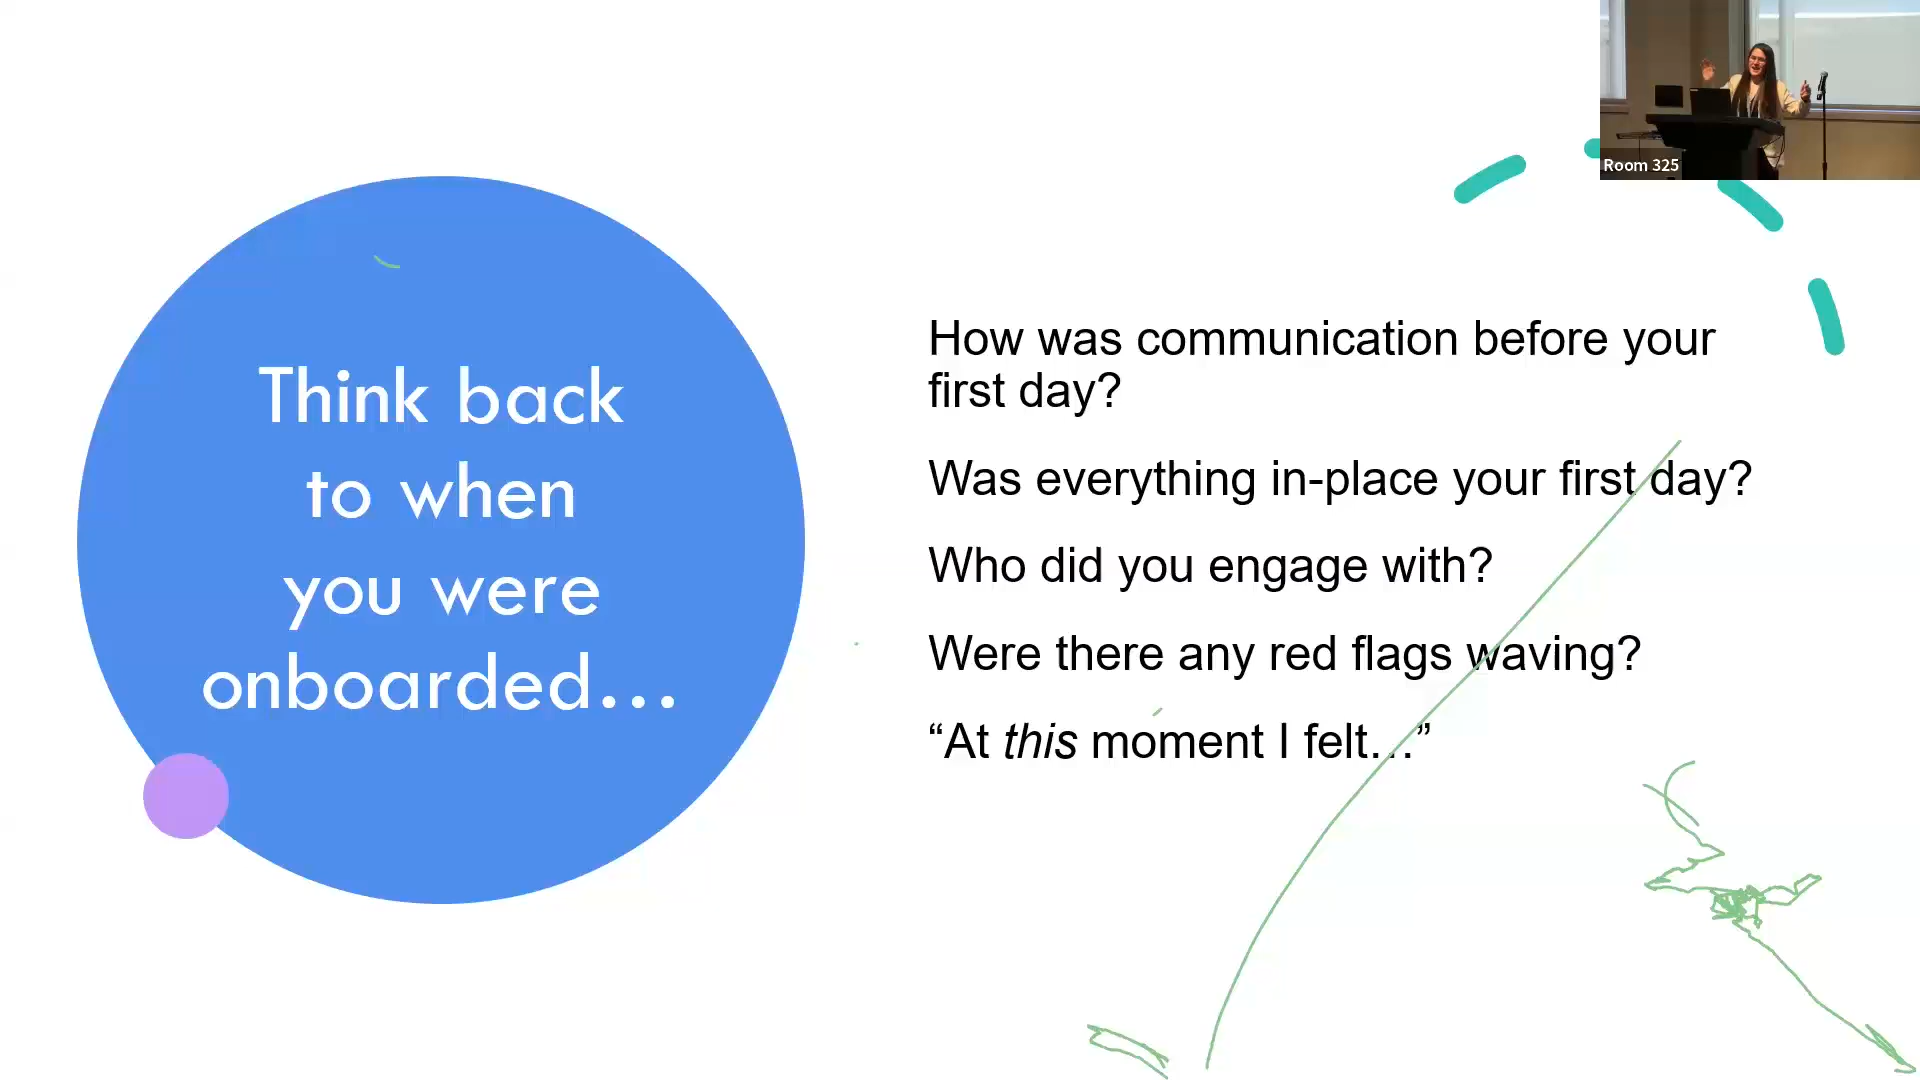 Room 325
Think back
to when
you were
onboarded...
How was communication before your
first day?
Was everything in-place your first day?
Who did you engage with?
Were there any red flags waving?
“At this moment I felt…”